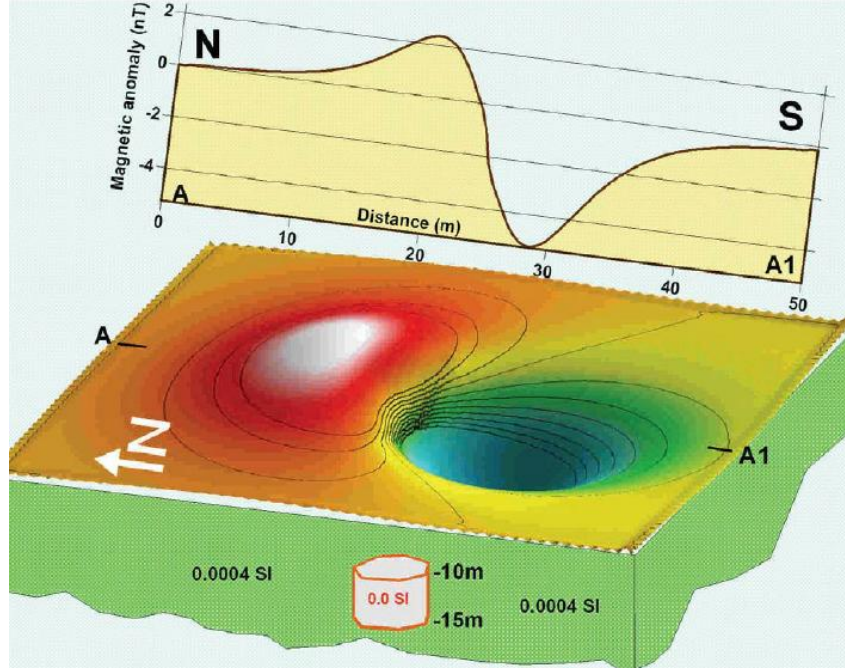 2
0
-2
-4
Magnetic anomaly (nT)
N
S
A
A1
Distance (m)
0
10
20
30
40
50
A
A1
N
0.0004 SI
0.0 SI
-10m
-15m
0.0004 SI